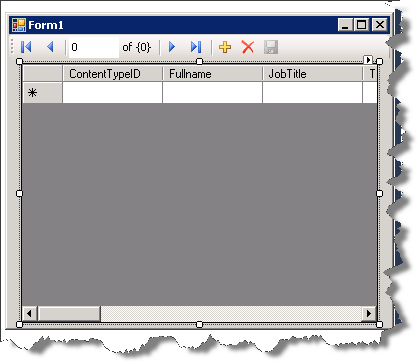 Form1
0 of {0}
ContentTypeID Fullname JobTitle T